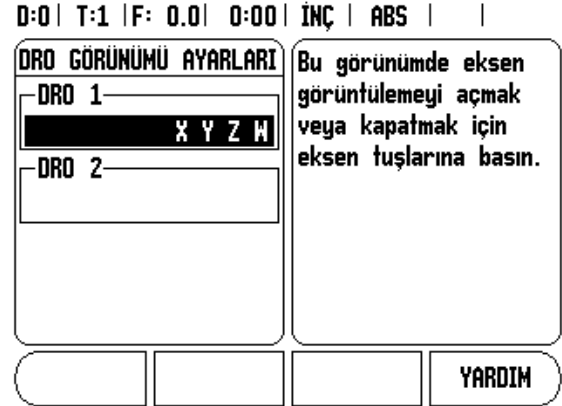 D:0| T:1 |F: 0.0| 0:00| İNÇ | ABS | |
DRO GÖRÜNÜMÜ AYARLARI
DRO 1
X Y Z W
DRO 2
Bu görünümde eksen
görüntülemeyi açmak
veya kapatmak için
eksen tuşlarına basın.
YARDIM